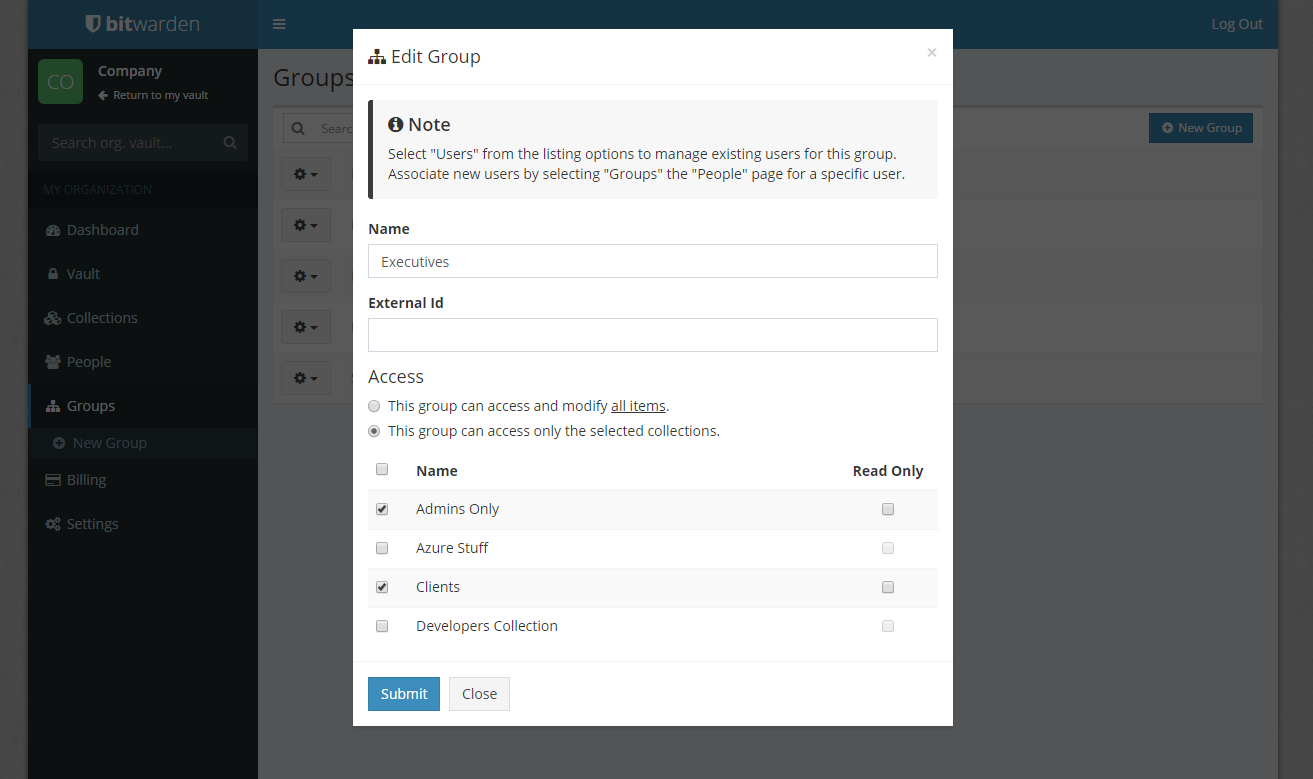 bitwarden
Log Out
CO
Company
Return to my vault
Search org. vault...
MY ORGANIZATION
Dashboard
Vault
Collections
People
Groups
New Group
Billing
Settings
Groups
New Group
Edit Group
×
Note
Select "Users" from the listing options to manage existing users for this group.
Associate new users by selecting "Groups" the "People" page for a specific user.
Name
Executives
External Id
Access
This group can access and modify all items.
This group can access only the selected collections.
Name Read Only
Admins Only
Azure Stuff
Clients
Developers Collection
Submit Close